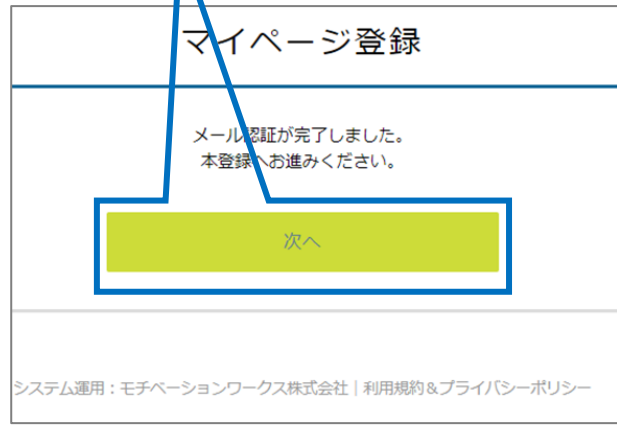 マイページ登録
メール認証が完了しました。
本登録へお進みください。
次へ
システム運用：モチベーションワークス株式会社｜利用規約＆プライバシーポリシー